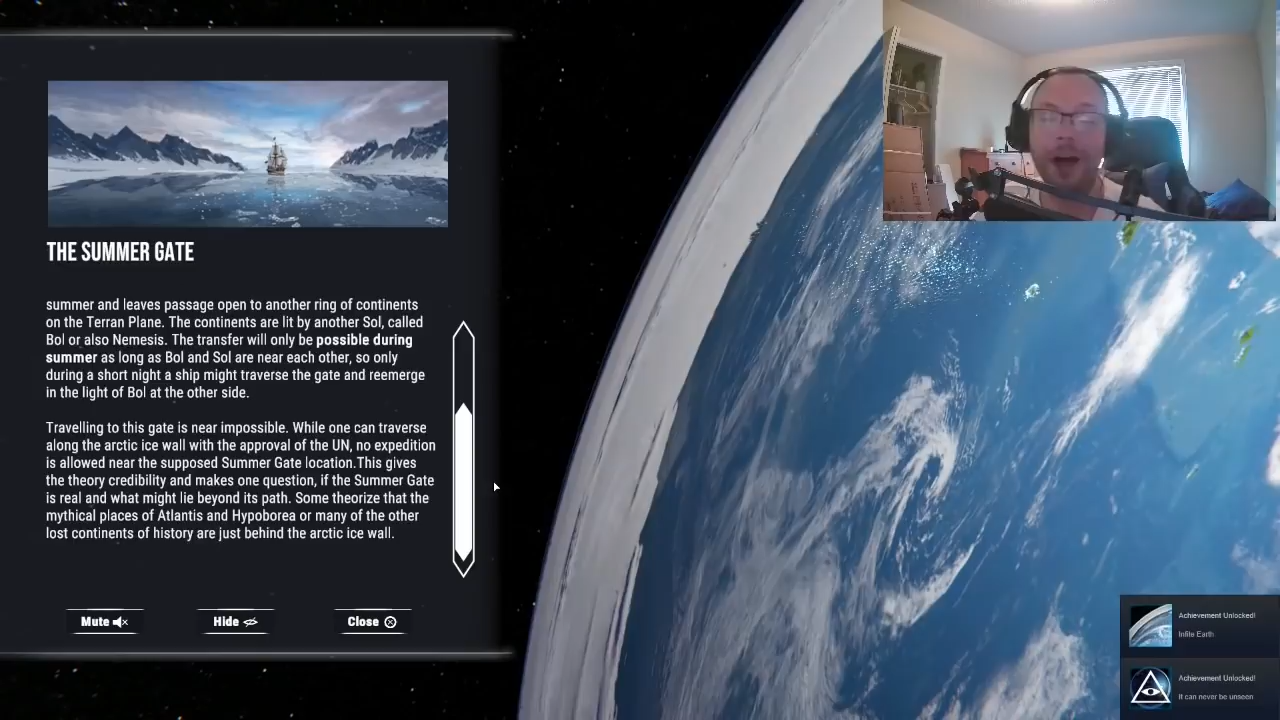 THE SUMMER GATE
summer and leaves passage open to another ring of continents
on the Terran Plane. The continents are lit by another Sol, called
Bol or also Nemesis. The transfer will only be possible during
summer as long as Bol and Sol are near each other, so only
during a short night a ship might traverse the gate and reemerge
in the light of Bol at the other side.
Travelling to this gate is near impossible. While one can traverse
along the arctic ice wall with the approval of the UN, no expedition
is allowed near the supposed Summer Gate location.This gives
the theory credibility and makes one question, if the Summer Gate
is real and what might lie beyond its path. Some theorize that the
mythical places of Atlantis and Hypoborea or many of the other
lost continents of history are just behind the arctic ice wall.
Mute
Hide
Close
Achievement Unlocked!
Infite Earth
Achievement Unlocked!
It can never be unseen